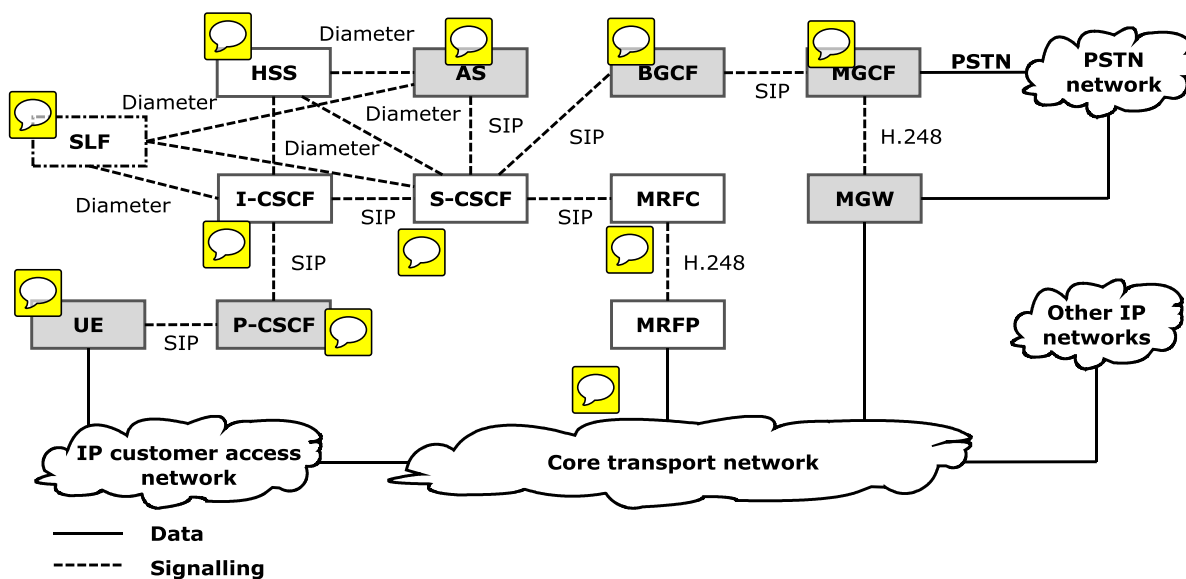 Diameter
HSS
AS
BGCF
MGCF
PSTN
PSTN
network
Diameter
Diameter
SIP
SIP
SIP
SLF
H.248
Diameter
Diameter
I-CSCF
SIP
S-CSCF
SIP
MRFC
MGW
SIP
H.248
UE
SIP
P-CSCF
MRFP
Other IP
networks
IP customer access
network
Core transport network
Data
Signalling